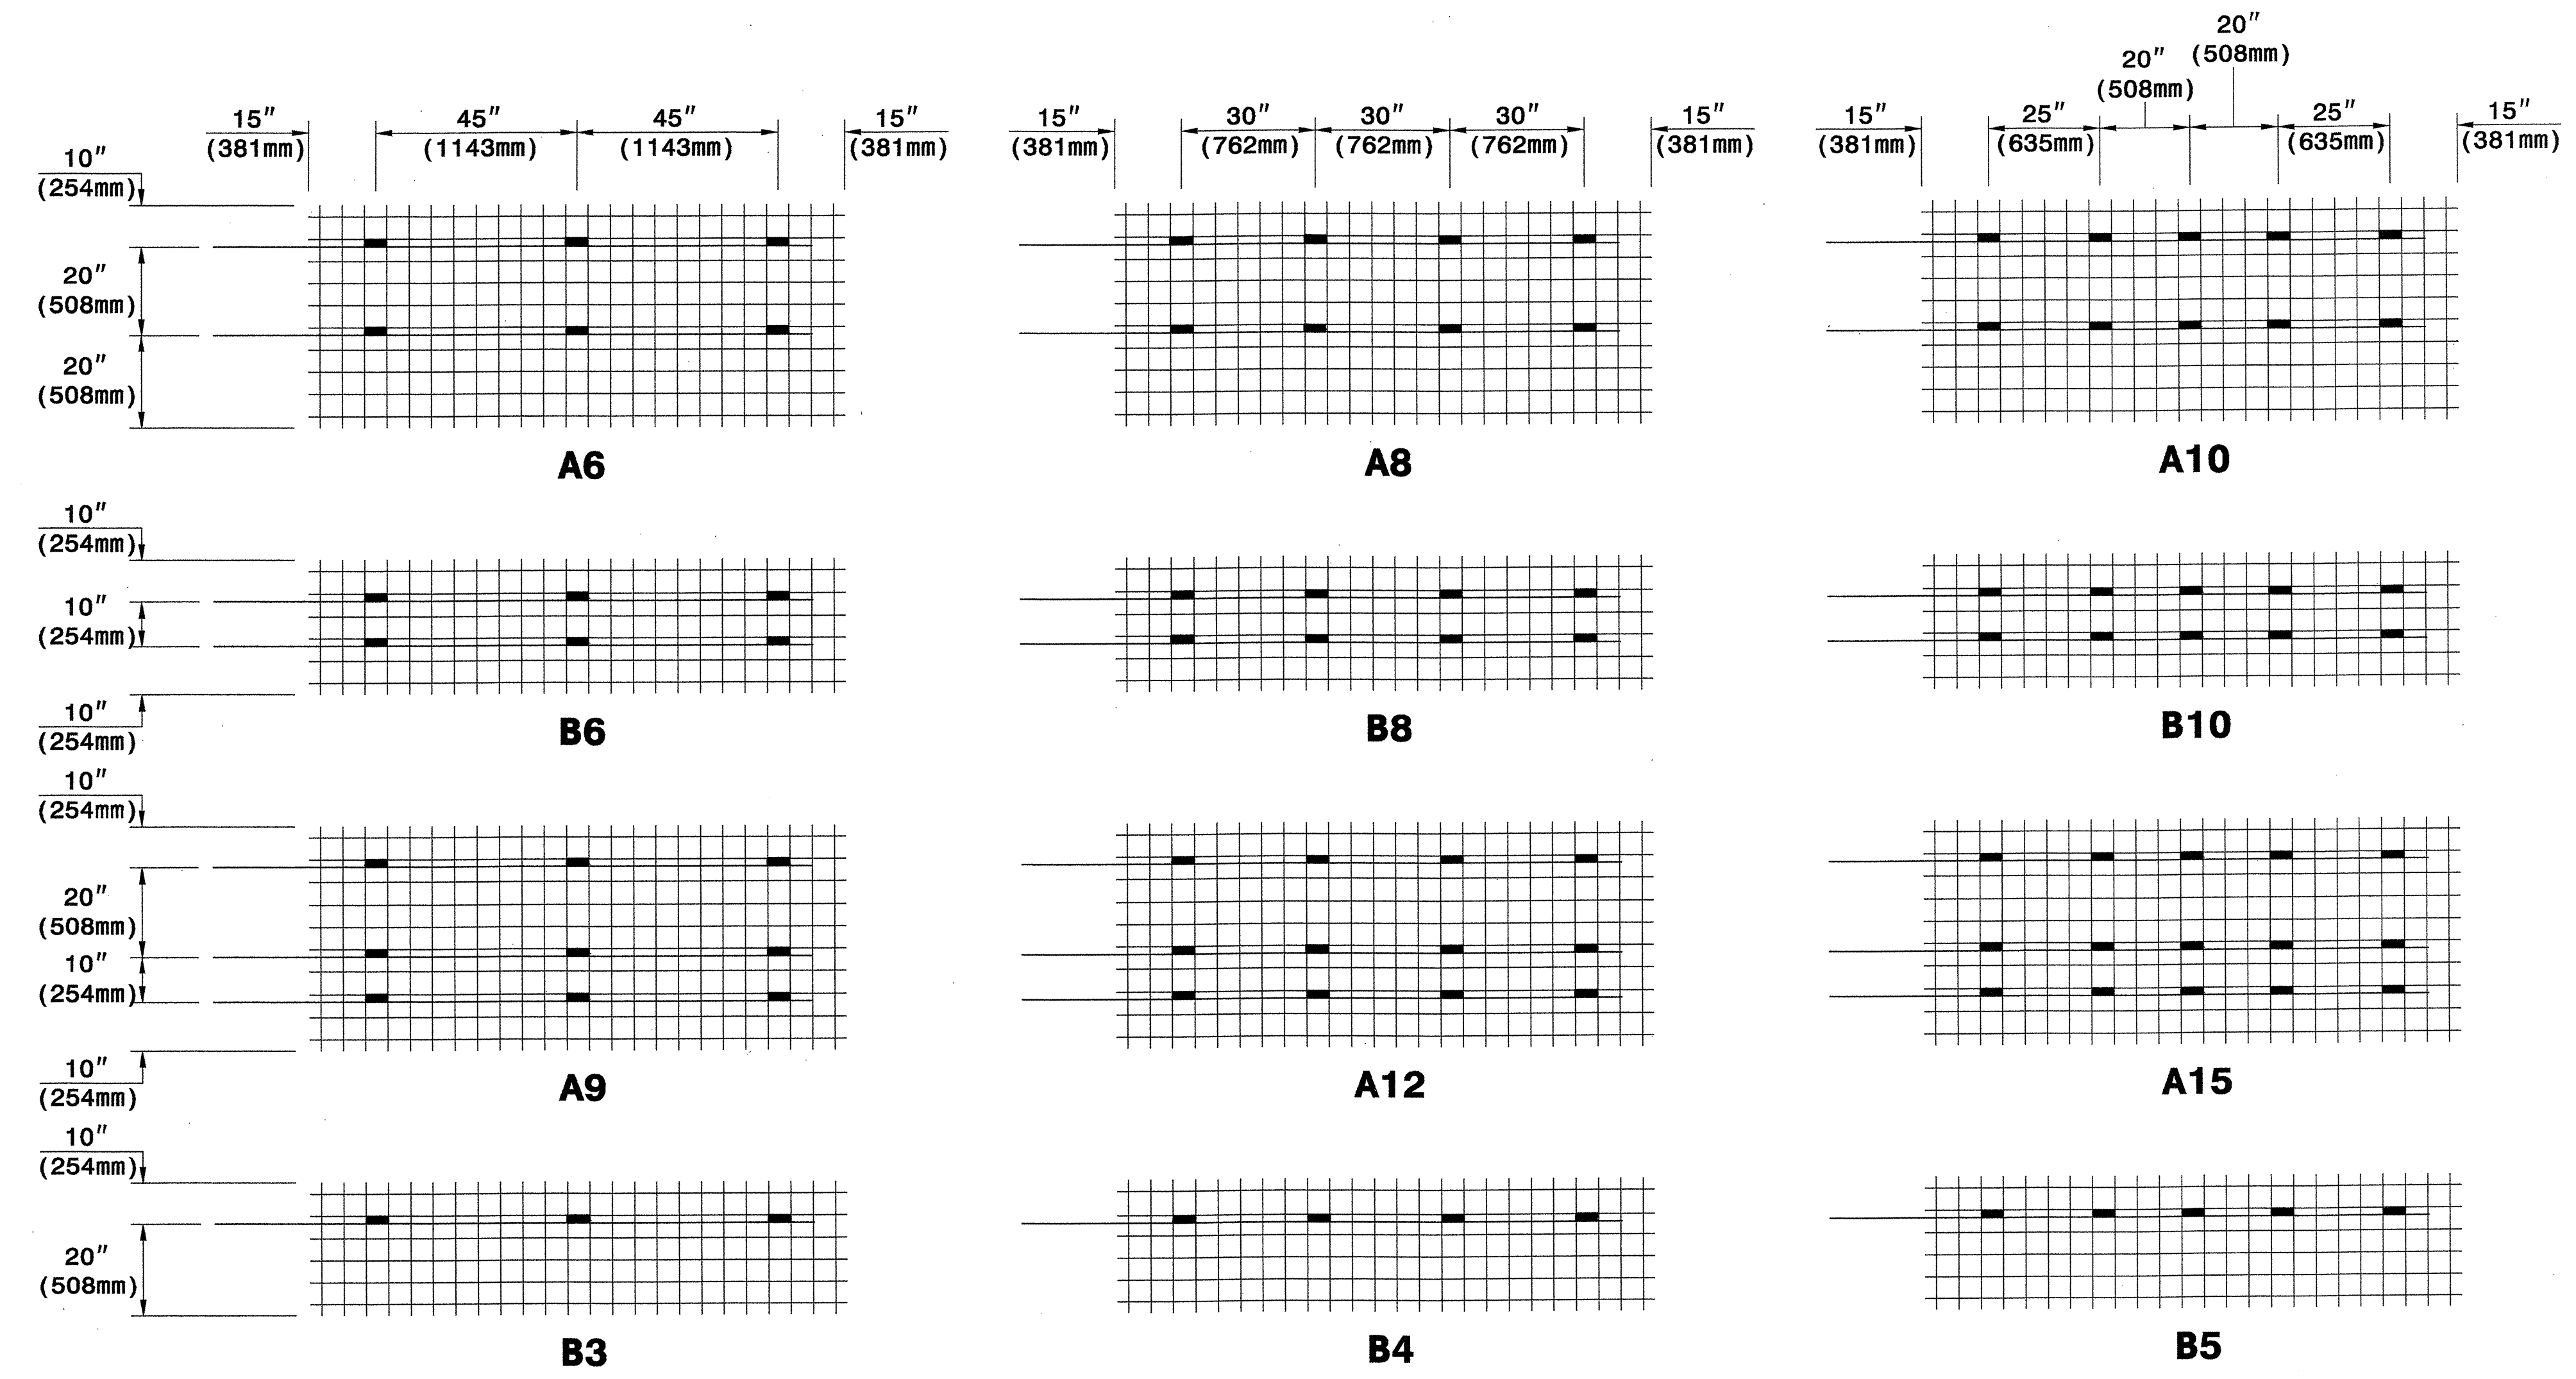 20″
(508mm)
20″
(508mm)
15″
(381mm)
45″
(1143mm)
45″
(1143mm)
15″
(381mm)
15″
(381mm)
30″
(762mm)
30″
(762mm)
30″
(762mm)
15″
(381mm)
15″
(381mm)
25″
(635mm)
25″
(635mm)
15″
(381mm)
10″
(254mm)
20″
(508mm)
20″
(508mm)
A6
A8
A10
10″
(254mm)
10″
(254mm)
10″
(254mm)
B6
B8
B10
10″
(254mm)
20″
(508mm)
10″
(254mm)
10″
(254mm)
A9
A12
A15
10″
(254mm)
20″
(508mm)
B3
B4
B5